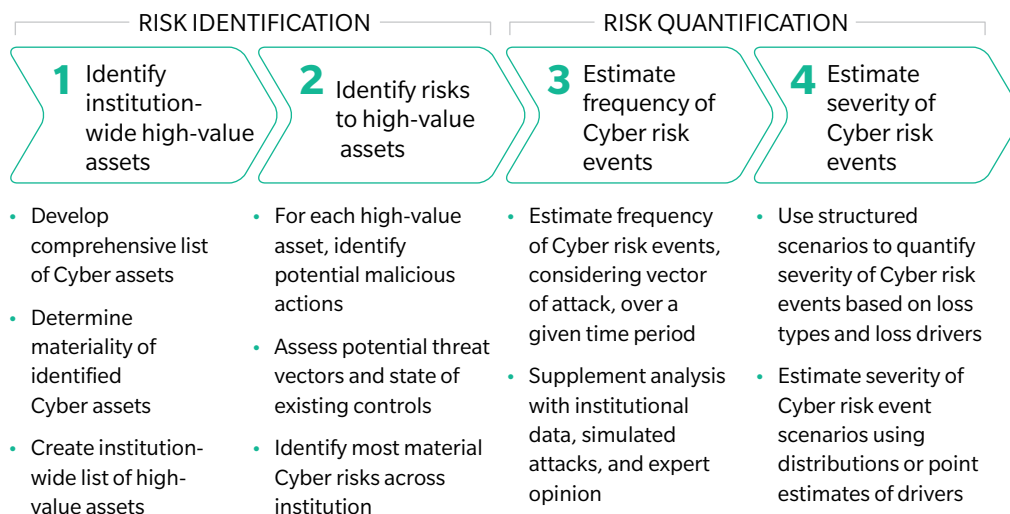 RISK IDENTIFICATION
RISK QUANTIFICATION
1 Identify
institution-
wide high-value
assets
2 Identify risks
to high-value
assets
3 Estimate
frequency of
Cyber risk
events
4 Estimate
severity of
Cyber risk
events
• Develop
comprehensive list
of Cyber assets
• Determine
materiality of
identified
Cyber assets
• Create institution-
wide list of high-
value assets
• For each high-value
asset, identify
potential malicious
actions
• Assess potential threat
vectors and state of
existing controls
• Identify most material
Cyber risks across
institution
• Estimate frequency
of Cyber risk events,
considering vector
of attack, over a
given time period
• Supplement analysis
with institutional
data, simulated
attacks, and expert
opinion
• Use structured
scenarios to quantify
severity of Cyber risk
events based on loss
types and loss drivers
• Estimate severity of
Cyber risk event
scenarios using
distributions or point
estimates of drivers